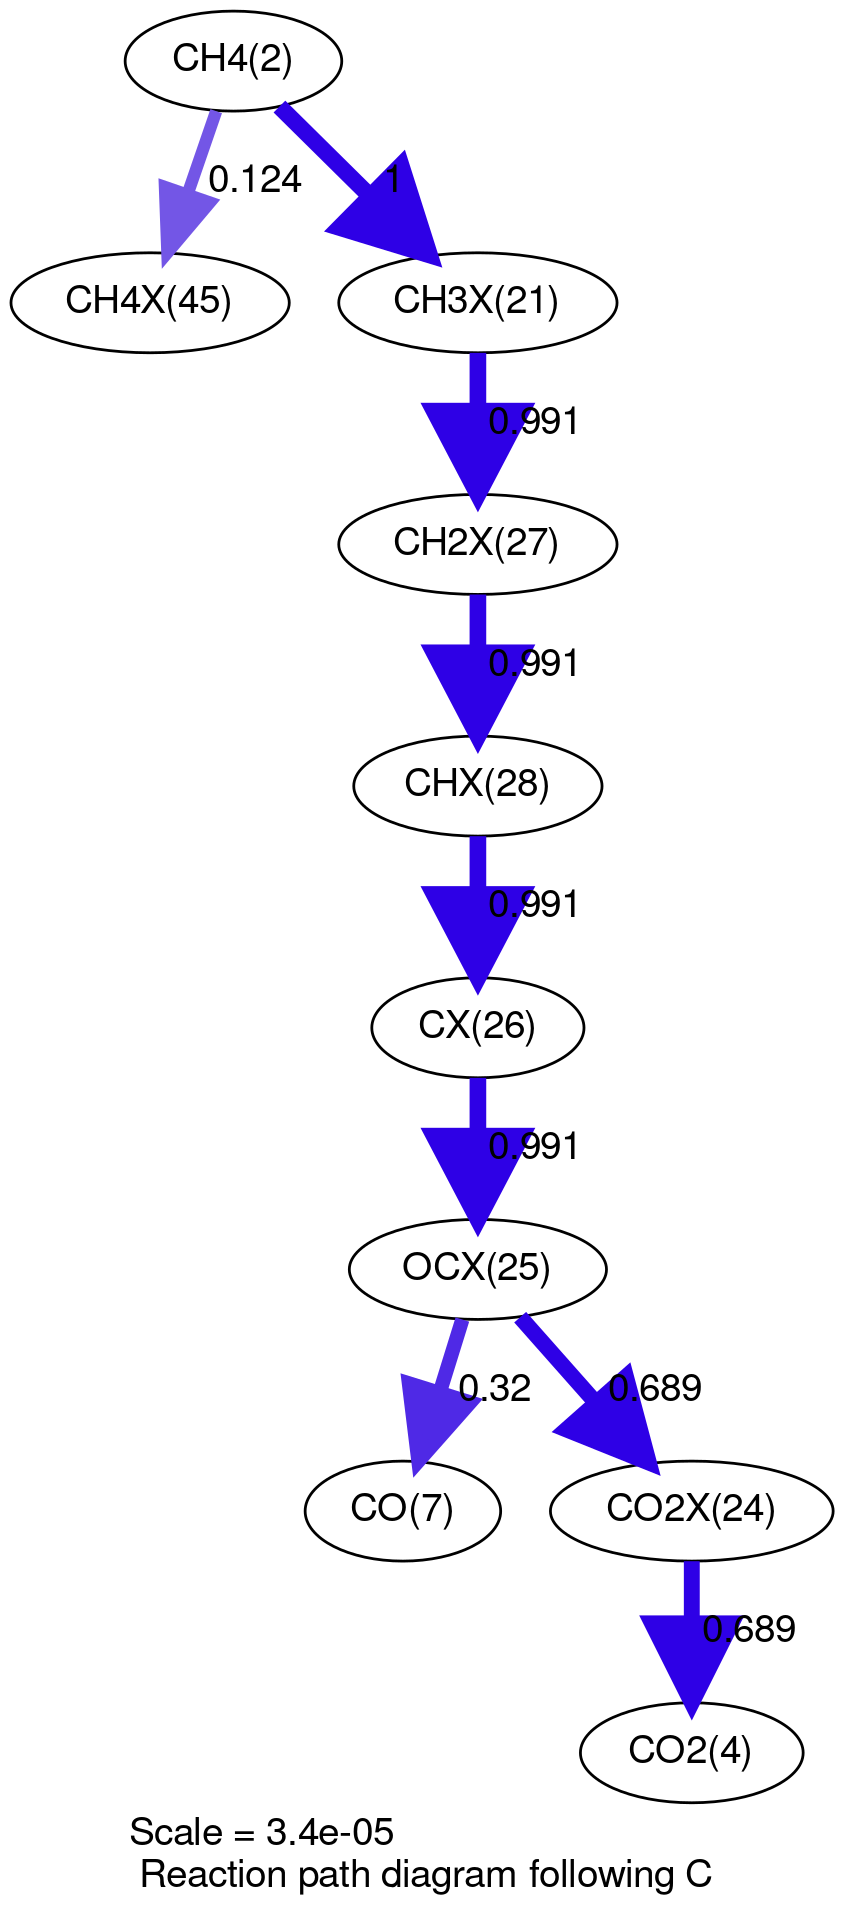 CH4(2)
0.124
1
CH4X(45)
CH3X(21)
0.991
CH2X(27)
0.991
CHX(28)
0.991
CX(26)
0.991
OCX(25)
0.32
0.689
CO(7)
CO2X(24)
0.689
CO2(4)
Scale = 3.4e-05
Reaction path diagram following C